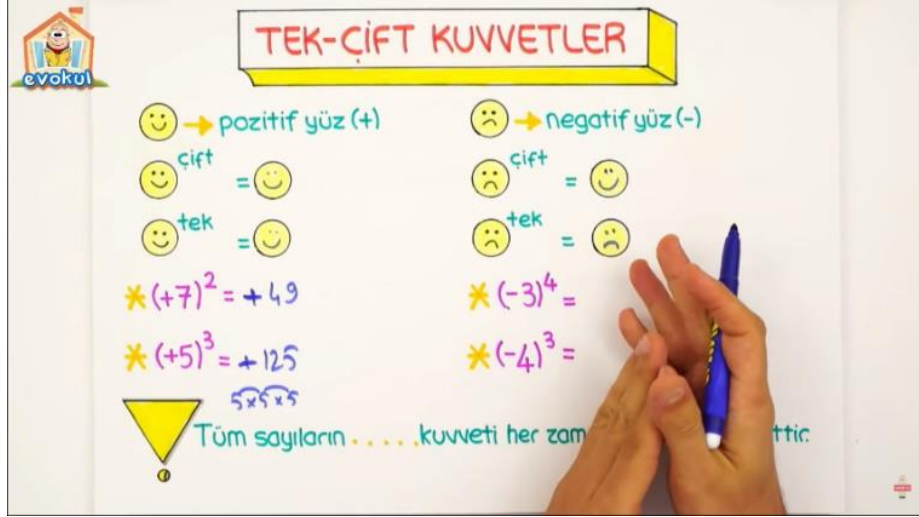 evokul
TEK-ÇİFT KUVVETLER
pozitif yüz (+)
negatif yüz (-)
çift
=
çift
=
tek
=
tek
=
(+7)² = +49
(-3)⁴ =
(+5)³ = +125
(-4)³ =
5x5x5
Tüm sayıların ..... kuvveti her zam ttir.